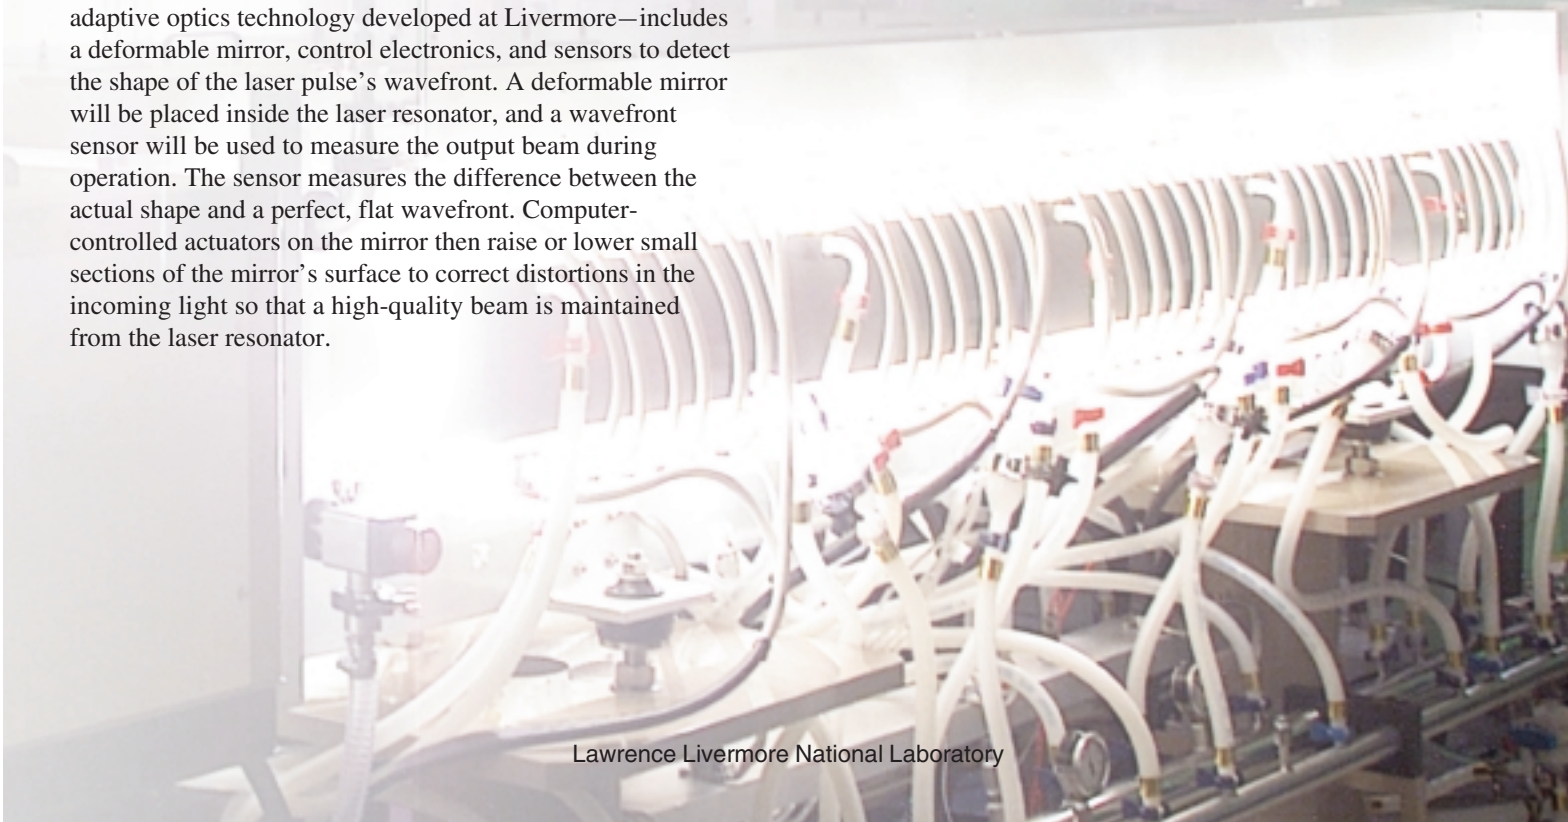 adaptive optics technology developed at Livermore—includes
a deformable mirror, control electronics, and sensors to detect
the shape of the laser pulse’s wavefront. A deformable mirror
will be placed inside the laser resonator, and a wavefront
sensor will be used to measure the output beam during
operation. The sensor measures the difference between the
actual shape and a perfect, flat wavefront. Computer-
controlled actuators on the mirror then raise or lower small
sections of the mirror’s surface to correct distortions in the
incoming light so that a high-quality beam is maintained
from the laser resonator.
Lawrence Livermore National Laboratory